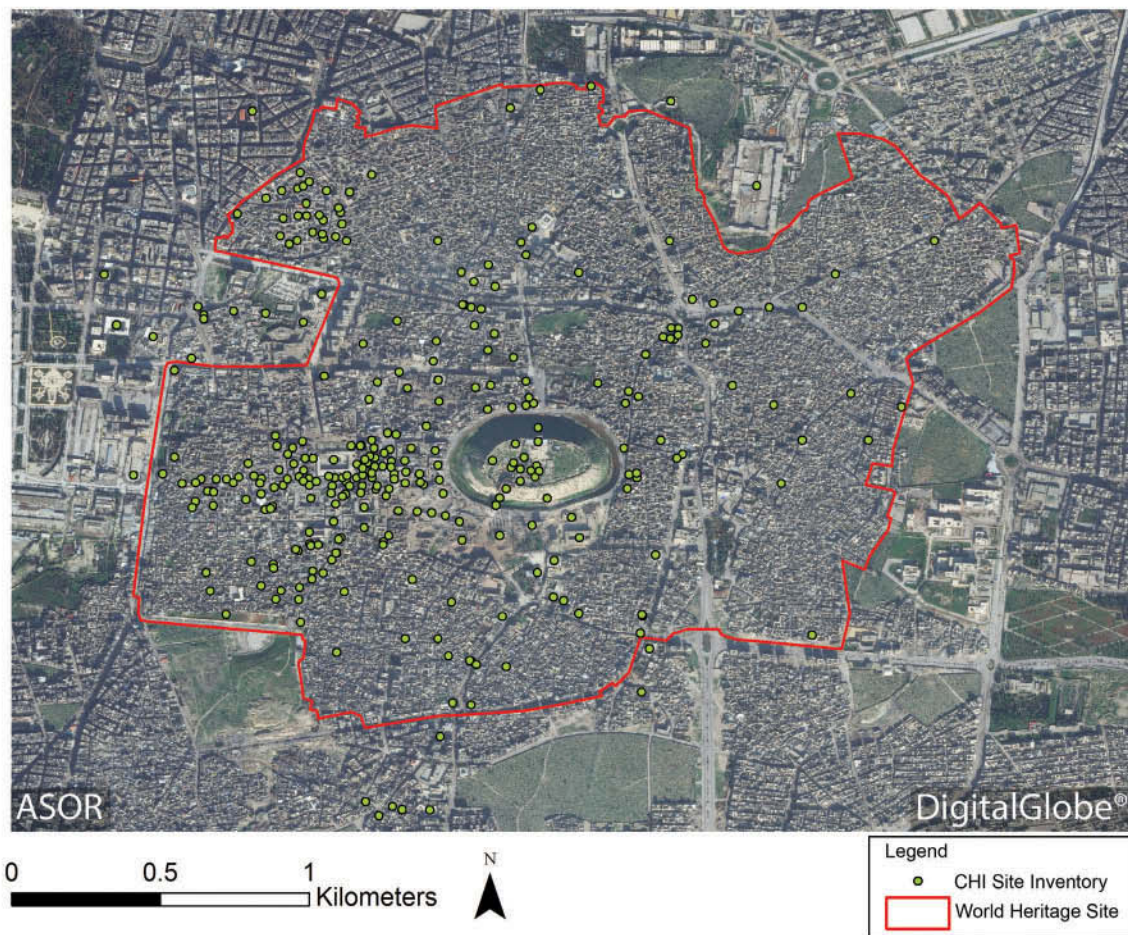 ASOR
DigitalGlobe®
0 0.5 1
Kilometers
N
Legend
CHI Site Inventory
World Heritage Site